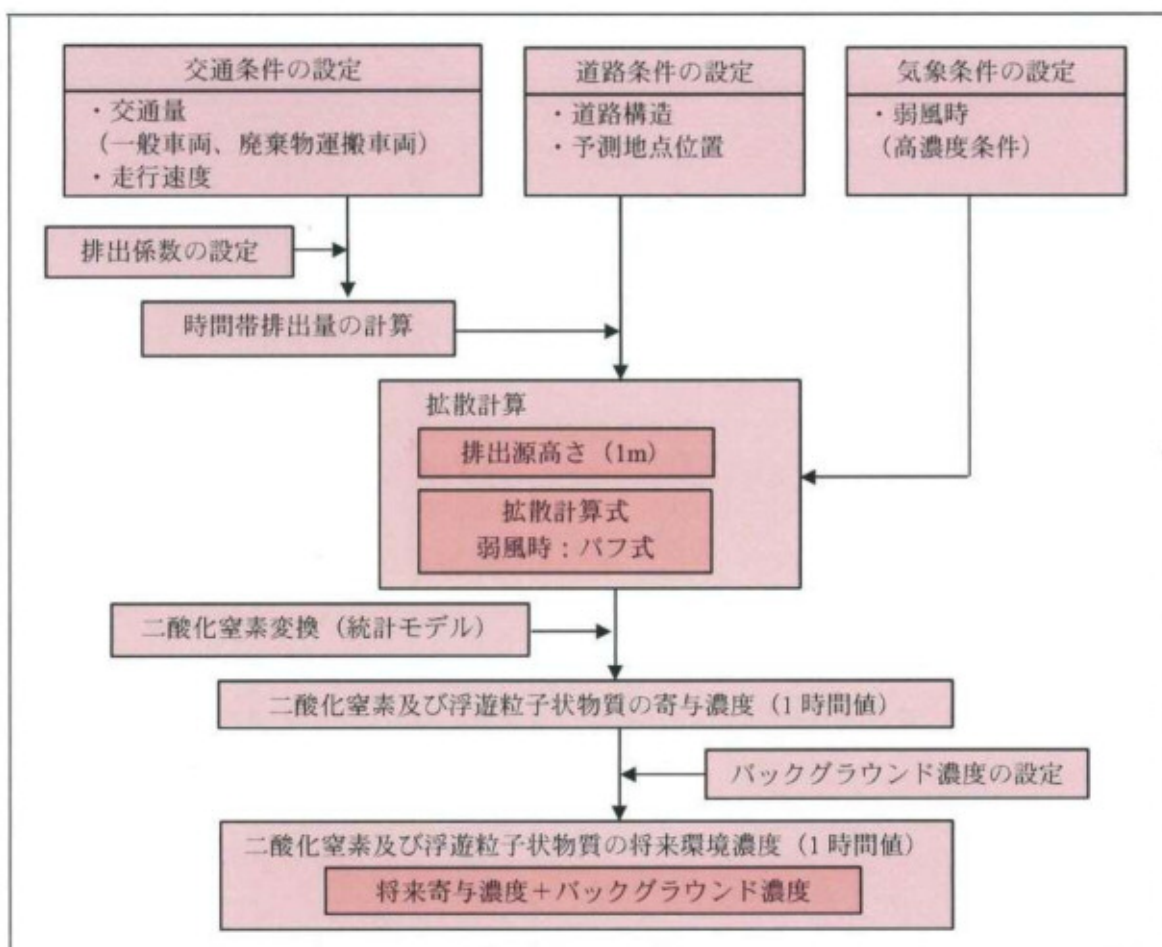 交通条件の設定
・交通量
(一般車両、廃棄物運搬車両)
・走行速度
道路条件の設定
・道路構造
・予測地点位置
気象条件の設定
・弱風時
(高濃度条件)
排出係数の設定
時間帯排出量の計算
拡散計算
排出源高さ(1m)
拡散計算式
弱風時:パフ式
二酸化窒素変換(統計モデル)
二酸化窒素及び浮遊粒子状物質の寄与濃度(1時間値)
バックグラウンド濃度の設定
二酸化窒素及び浮遊粒子状物質の将来環境濃度(1時間値)
将来寄与濃度+バックグラウンド濃度